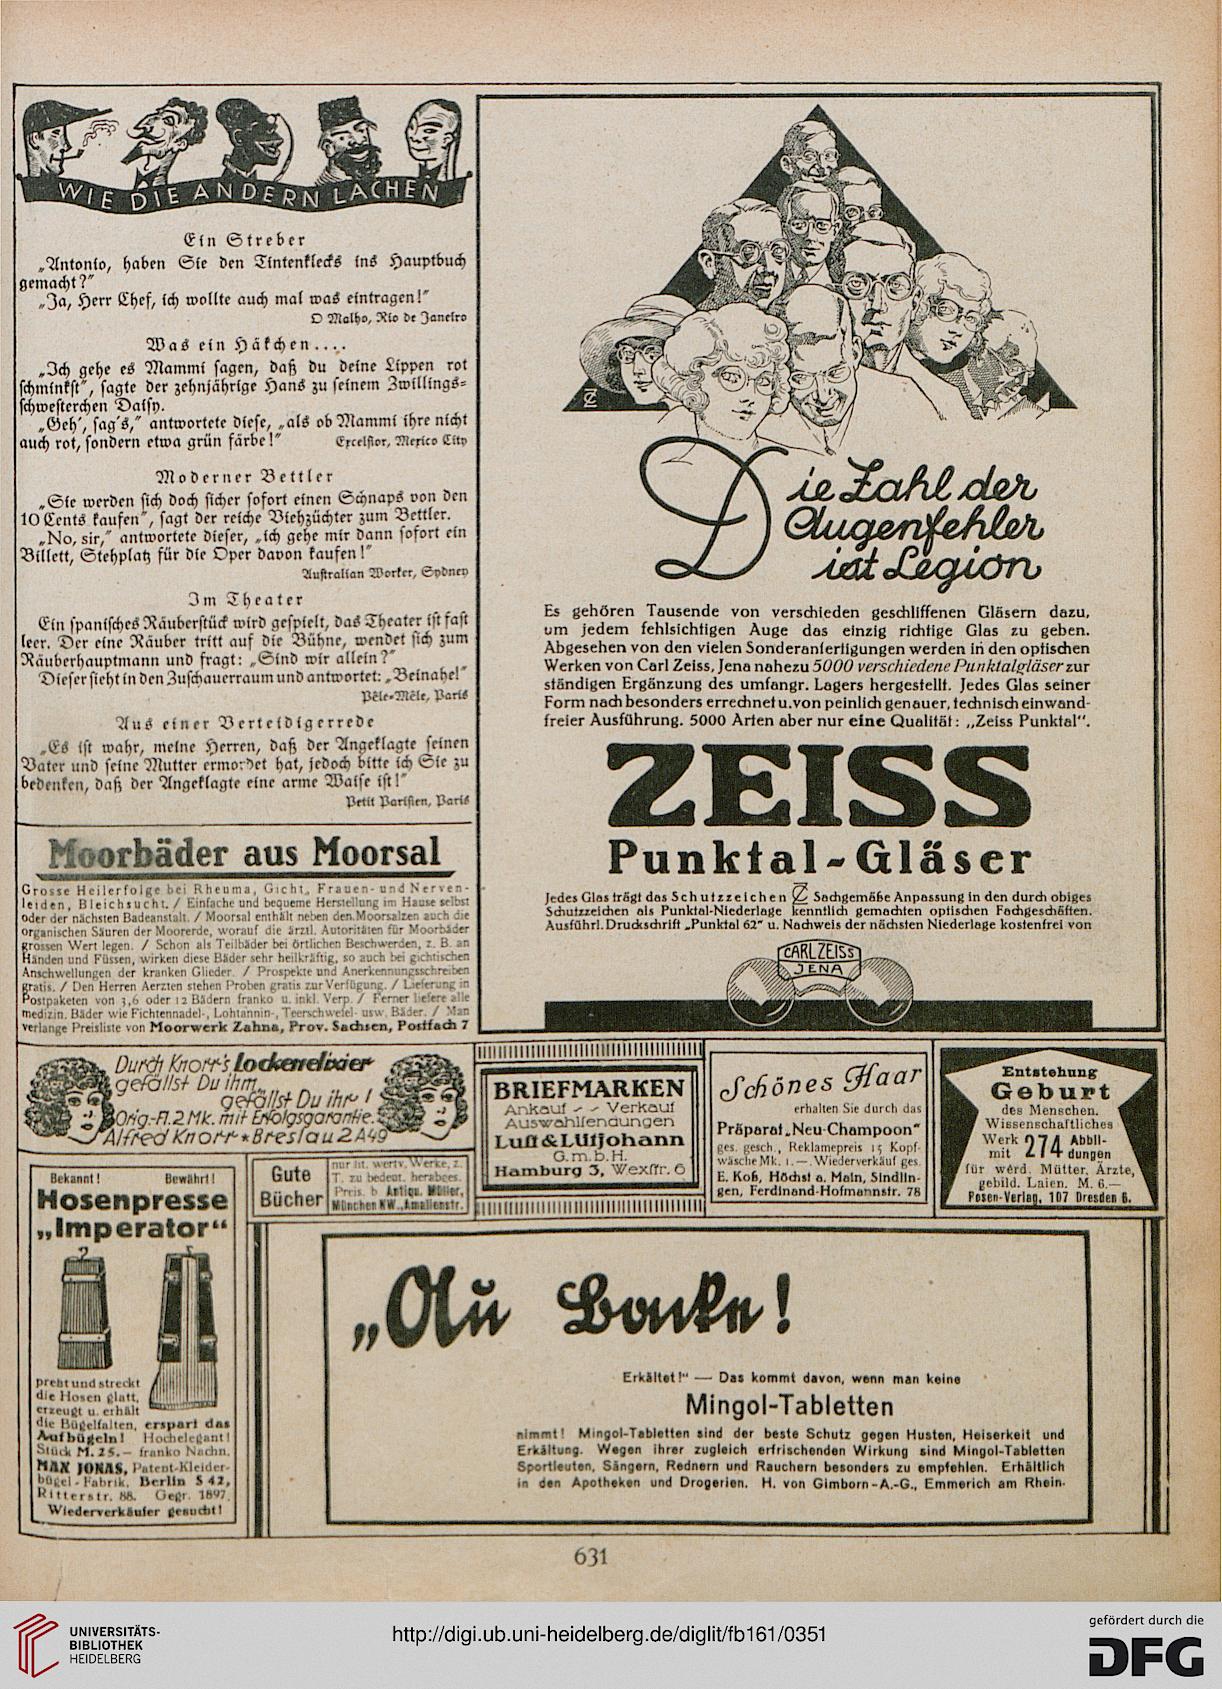 WIE DIE ANDERN LACHEN
Ein Streber
„Antonio, haben Sie den Tintenklecks ins Hauptbuch
gemacht?"
„Ja, Herr Chef, ich wollte auch mal was eintragen!"
O Malho, Rio de Janeiro
Was ein Häkchen....
„Ich gehe es Mammi sagen, daß du deine Lippen rot
schminkst", sagte der zehnjährige Hans zu seinem Zwillings=
schwesterchen Daisy.
„Geh', sag's," antwortete diese, „als ob Mammi ihre nicht
auch rot, sondern etwa grün färbe!" Excelsior, Mexico City
Moderner Bettler
„Sie werden sich doch sicher sofort einen Schnaps von den
10 Cents kaufen", sagt der reiche Viehzüchter zum Bettler.
„No, sir," antwortete dieser, „ich gehe mir dann sofort ein
Billett, Stehplatz für die Oper davon kaufen!"
Australian Worker, Sydney
Im Theater
Ein spanisches Räuberstück wird gespielt, das Theater ist fast
leer. Der eine Räuber tritt auf die Bühne, wendet sich zum
Räuberhauptmann und fragt: „Sind wir allein?"
Dieser sieht in den Zuschauerraum und antwortet: „Beinahe!"
Pêle-Mêle, Paris
Aus einer Verteidigerrede
„Es ist wahr, meine Herren, daß der Angeklagte seinen
Vater und seine Mutter ermordet hat, jedoch bitte ich Sie zu
bedenken, daß der Angeklagte eine arme Waise ist!"
Petit Parisien, Paris
Moorbäder aus Moorsal
Grosse Heilerfolge bei Rheuma, Gicht, Frauen- und Nerven-
leiden, Bleichsucht. / Einfache und bequeme Herstellung im Hause selbst
oder der nächsten Badeanstalt. / Moorsal enthält neben den Moorsalzen auch die
organischen Säuren der Moorerde, worauf die ärztl. Autoritäten für Moorbäder
grossen Wert legen. / Schon als Teilbäder bei örtlichen Beschwerden, z. B. an
Händen und Füssen, wirken diese Bäder sehr heilkräftig, so auch bei gichtischen
Anschwellungen der kranken Glieder. / Prospekte und Anerkennungsschreiben
gratis. / Den Herren Aerzten stehen Proben gratis zur Verfügung. / Lieferung in
Postpaketen von 3,6 oder 12 Bädern franko u. inkl. Verp. / Ferner liefere alle
medizin. Bäder wie Fichtennadel-, Lohtannin-, Teerschwefel- usw. Bäder. / Man
verlange Preisliste von Moorwerk Zahna, Prov. Sachsen, Postfach 7
Die Zahl der
Augenfehler
ist Legion
Es gehören Tausende von verschieden geschliffenen Gläsern dazu,
um jedem fehlsichtigen Auge das einzig richtige Glas zu geben.
Abgesehen von den vielen Sonderanfertigungen werden in den optischen
Werken von Carl Zeiss, Jena nahezu 5000 verschiedene Punktalgläser zur
ständigen Ergänzung des umfangr. Lagers hergestellt. Jedes Glas seiner
Form nach besonders errechnet u. von peinlich genauer, technisch einwand-
freier Ausführung. 5000 Arten aber nur eine Qualität: „Zeiss Punktal".
ZEISS
Punktal-Gläser
Jedes Glas trägt das Schutzzeichen Z Sachgemäße Anpassung in den durch obiges
Schutzzeichen als Punktal-Niederlage kenntlich gemachten optischen Fachgeschäften.
Ausführl. Druckschrift „Punktal 62" u. Nachweis der nächsten Niederlage kostenfrei von
CARL ZEISS
JENA
Durch Knorr's Lockenelixier
gefällst Du ihm,
gefällst Du ihr!
Orig.-Fl. 2 Mk. mit Erfolgsgarantie.
Alfred Knorr * Breslau 2 A 49
BRIEFMARKEN
Ankauf - - Verkauf
Auswahlsendungen
Luft & Lütjohann
G.m.b.H.
Hamburg 3, Wexstr. 6
Schönes Haar
erhalten Sie durch das
Präparat „Neu-Champoon"
ges. gesch., Reklamepreis 15 Kopf-
wäsche Mk. 1.—. Wiederverkäuf ges.
E. Koß, Höchst a. Main, Sindlin-
gen, Ferdinand-Hofmannstr. 78
Entstehung
Geburt
des Menschen.
Wissenschaftliches
Werk mit 274 Abbil-
dungen
für werd. Mütter, Ärzte,
gebild. Laien. M. 6.—
Posen-Verlag, 107 Dresden 6.
Bekannt! Bewährt!
Hosenpresse
„Imperator"
preßt und streckt
die Hosen glatt,
erzeugt u. erhält
die Bügelfalten, erspart das
Aufbügeln! Hochelegant!
Stück M. 25.— franko Nachn.
MAX JONAS, Patent-Kleider-
bügel-Fabrik, Berlin S 42,
Ritterstr. 88. Gegr. 1897.
Wiederverkäufer gesucht!
Gute
Bücher
nur lit. wertv. Werke, z.
T. zu bedeut. herabges.
Preis. b Antiqu. Müller,
München NW., Amalienstr.
„Au Backe!
Erkältet!" — Das kommt davon, wenn man keine
Mingol-Tabletten
nimmt! Mingol-Tabletten sind der beste Schutz gegen Husten, Heiserkeit und
Erkältung. Wegen ihrer zugleich erfrischenden Wirkung sind Mingol-Tabletten
Sportleuten, Sängern, Rednern und Rauchern besonders zu empfehlen. Erhältlich
in den Apotheken und Drogerien. H. von Gimborn-A.-G., Emmerich am Rhein.
631
UNIVERSITÄTS-
BIBLIOTHEK
HEIDELBERG
http://digi.ub.uni-heidelberg.de/diglit/fb161/0351
gefördert durch die
DFG